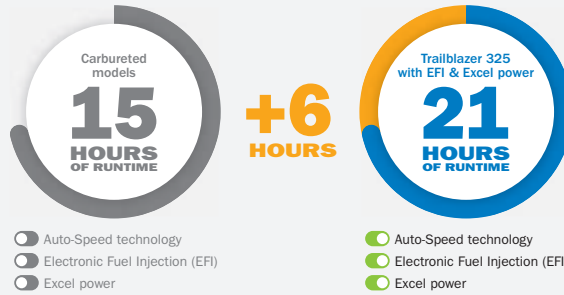 Carbureted
models
15
HOURS
OF RUNTIME
+6
HOURS
Trailblazer 325
with EFI & Excel power
21
HOURS
OF RUNTIME
Auto-Speed technology
Electronic Fuel Injection (EFI)
Excel power
Auto-Speed technology
Electronic Fuel Injection (EFI
Excel power